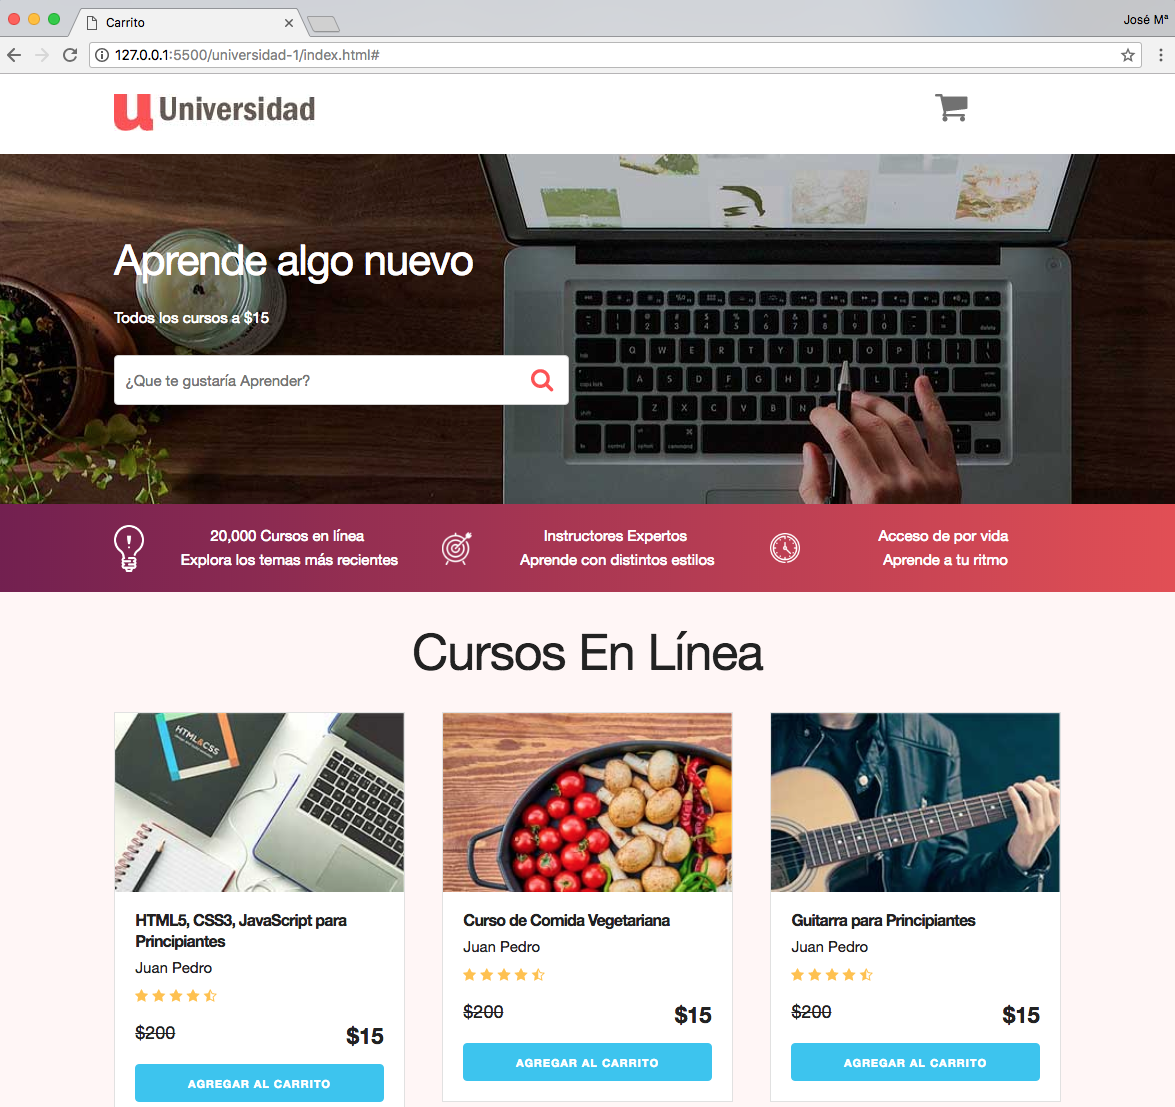 Carrito
José Mª
127.0.0.1:5500/universidad-1/index.html#
u Universidad
Aprende algo nuevo
Todos los cursos a $15
¿Que te gustaría Aprender?
20,000 Cursos en línea
Explora los temas más recientes
Instructores Expertos
Aprende con distintos estilos
Acceso de por vida
Aprende a tu ritmo
Cursos En Línea
HTML&CSS
HTML5, CSS3, JavaScript para
Principiantes
Juan Pedro
$200
$15
AGREGAR AL CARRITO
Curso de Comida Vegetariana
Juan Pedro
$200
$15
AGREGAR AL CARRITO
Guitarra para Principiantes
Juan Pedro
$200
$15
AGREGAR AL CARRITO